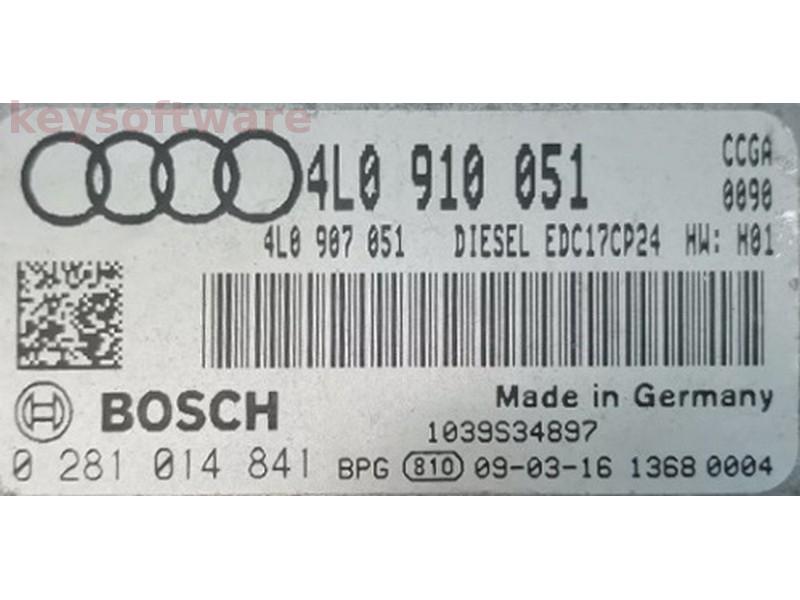 keysoftware
4L0 910 051 CCGA
0090
4L0 907 051 DIESEL EDC17CP24 HW: H01
BOSCH Made in Germany
1039S34897
0 281 014 841 BPG 810 09-03-16 1368 0004